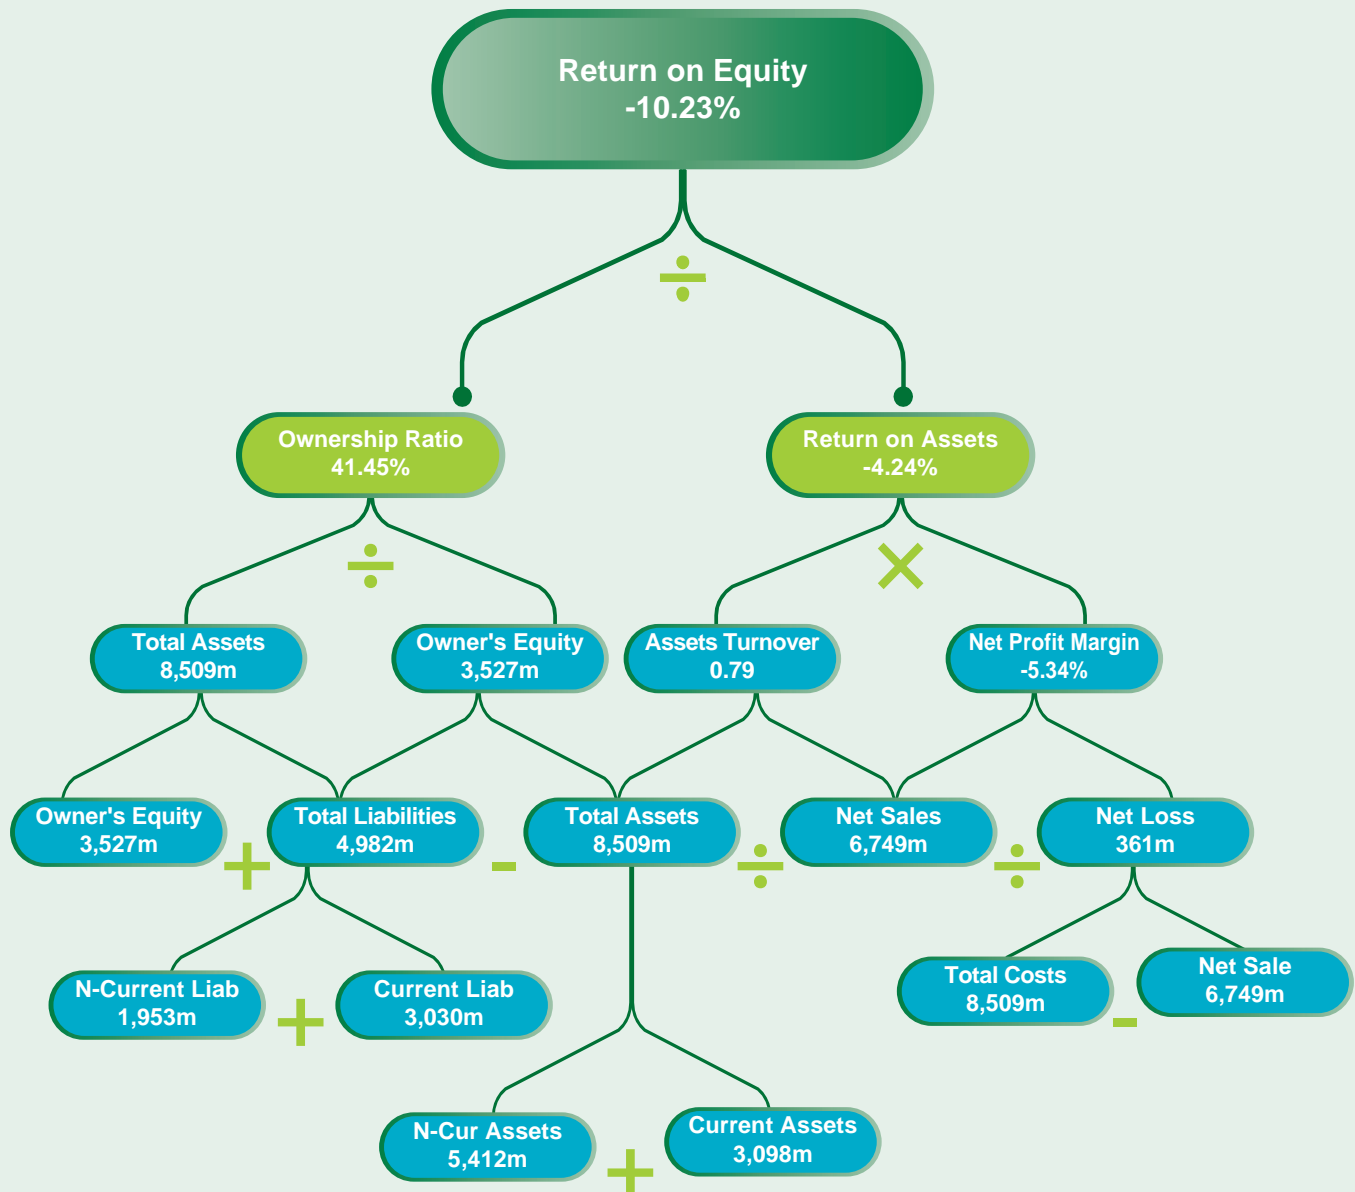 Return on Equity
-10.23%
÷
Ownership Ratio
41.45%
Return on Assets
-4.24%
÷
×
Total Assets
8,509m
Owner's Equity
3,527m
Assets Turnover
0.79
Net Profit Margin
-5.34%
Owner's Equity
3,527m
+
Total Liabilities
4,982m
-
Total Assets
8,509m
÷
Net Sales
6,749m
÷
Net Loss
361m
N-Current Liab
1,953m
+
Current Liab
3,030m
Total Costs
8,509m
-
Net Sale
6,749m
N-Cur Assets
5,412m
+
Current Assets
3,098m